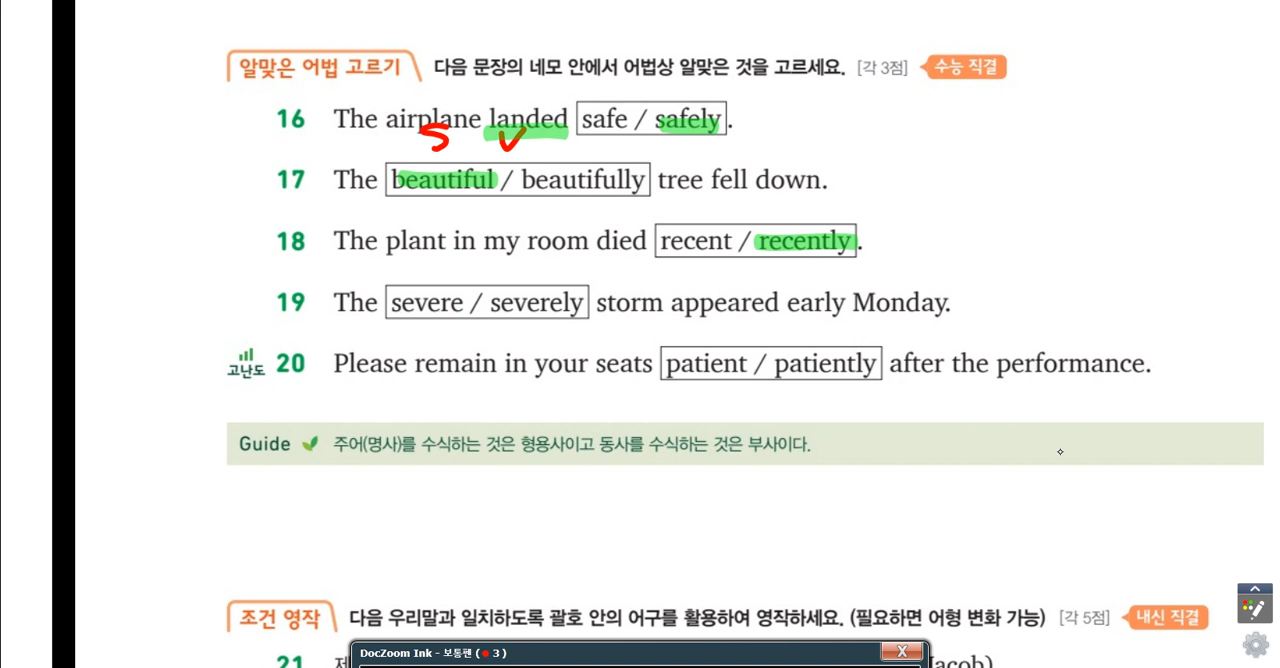 알맞은 어법 고르기 다음 문장의 네모 안에서 어법상 알맞은 것을 고르세요. [각 3점] 수능 직결
16 The airplane landed safe / safely.
S V
17 The beautiful / beautifully tree fell down.
18 The plant in my room died recent / recently.
19 The severe / severely storm appeared early Monday.
고난도 20 Please remain in your seats patient / patiently after the performance.
Guide 주어(명사)를 수식하는 것은 형용사이고 동사를 수식하는 것은 부사이다.
조건 영작 다음 우리말과 일치하도록 괄호 안의 어구를 활용하여 영작하세요. (필요하면 어형 변화 가능) [각 5점] 내신 직결
DocZoom Ink - 보통펜 ( 3 ) X
21 Jacob)